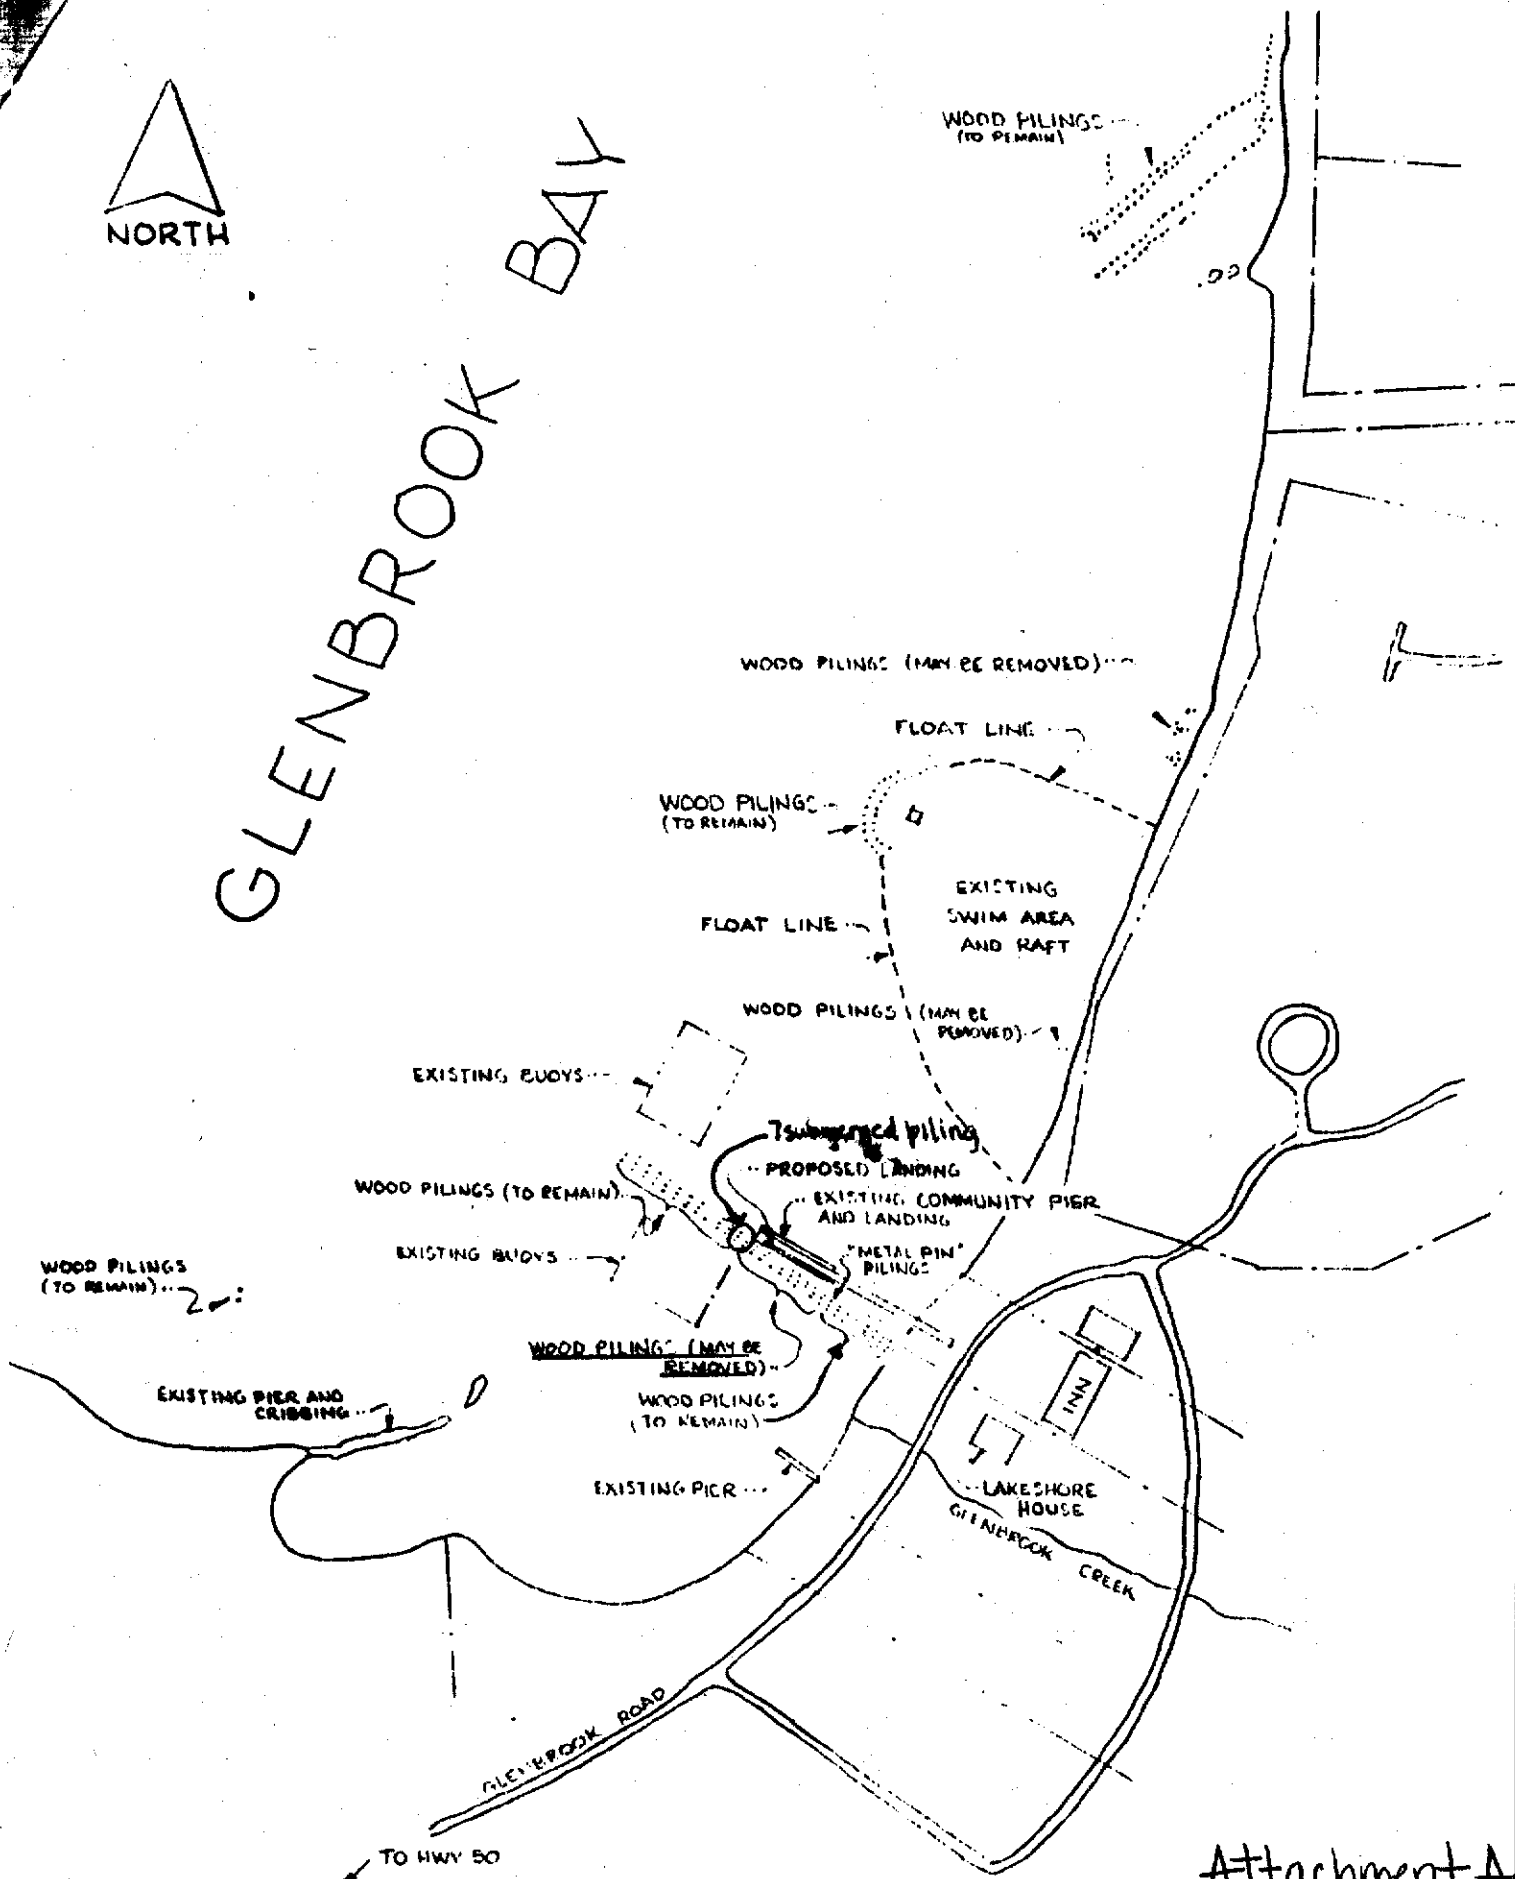 NORTH
GLENBROOK BAY
WOOD PILINGS
(TO REMAIN)
WOOD PILINGS (MAY BE REMOVED)
FLOAT LINE
WOOD PILINGS
(TO REMAIN)
EXISTING
SWIM AREA
AND RAFT
FLOAT LINE
WOOD PILINGS (MAY BE
REMOVED)
EXISTING BUOYS
7 submerged piling
PROPOSED LANDING
WOOD PILINGS (TO REMAIN)
EXISTING COMMUNITY PIER
AND LANDING
EXISTING BUOYS
"METAL PIN"
PILINGS
WOOD PILINGS
(TO REMAIN)
2
WOOD PILINGS (MAY BE
REMOVED)
EXISTING PIER AND
CRIBBING
WOOD PILINGS
(TO REMAIN)
INN
EXISTING PIER
LAKESHORE
HOUSE
GLENBROOK CREEK
GLENBROOK ROAD
TO HWY 50
Attachment A